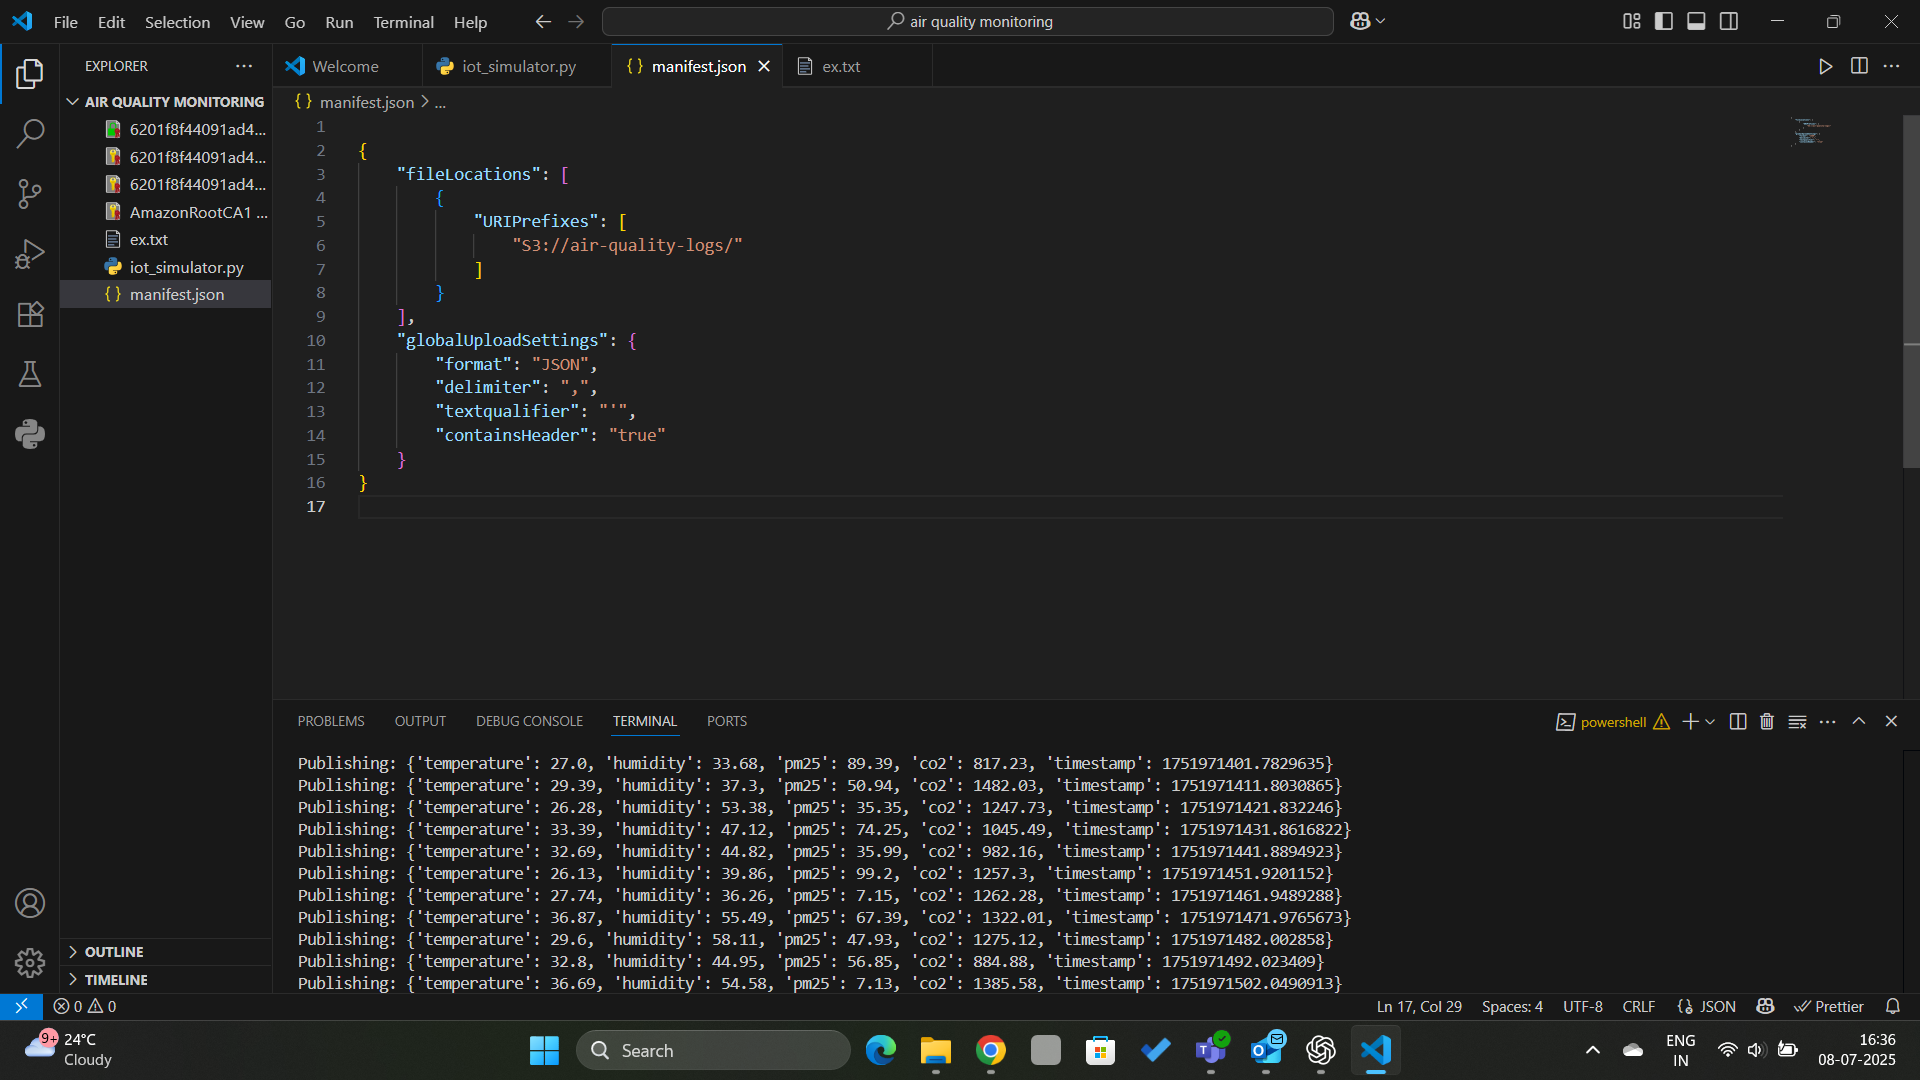 File Edit Selection View Go Run Terminal Help
air quality monitoring
EXPLORER
AIR QUALITY MONITORING
6201f8f44091ad4...
6201f8f44091ad4...
6201f8f44091ad4...
AmazonRootCA1 ...
ex.txt
iot_simulator.py
manifest.json
OUTLINE
TIMELINE
Welcome iot_simulator.py manifest.json ex.txt
manifest.json > ...
1
2 {
3 "fileLocations": [
4 {
5 "URIPrefixes": [
6 "S3://air-quality-logs/"
7 ]
8 }
9 ],
10 "globalUploadSettings": {
11 "format": "JSON",
12 "delimiter": ",",
13 "textqualifier": "'",
14 "containsHeader": "true"
15 }
16 }
17
PROBLEMS OUTPUT DEBUG CONSOLE TERMINAL PORTS
powershell
Publishing: {'temperature': 27.0, 'humidity': 33.68, 'pm25': 89.39, 'co2': 817.23, 'timestamp': 1751971401.7829635}
Publishing: {'temperature': 29.39, 'humidity': 37.3, 'pm25': 50.94, 'co2': 1482.03, 'timestamp': 1751971411.8030865}
Publishing: {'temperature': 26.28, 'humidity': 53.38, 'pm25': 35.35, 'co2': 1247.73, 'timestamp': 1751971421.832246}
Publishing: {'temperature': 33.39, 'humidity': 47.12, 'pm25': 74.25, 'co2': 1045.49, 'timestamp': 1751971431.8616822}
Publishing: {'temperature': 32.69, 'humidity': 44.82, 'pm25': 35.99, 'co2': 982.16, 'timestamp': 1751971441.8894923}
Publishing: {'temperature': 26.13, 'humidity': 39.86, 'pm25': 99.2, 'co2': 1257.3, 'timestamp': 1751971451.9201152}
Publishing: {'temperature': 27.74, 'humidity': 36.26, 'pm25': 7.15, 'co2': 1262.28, 'timestamp': 1751971461.9489288}
Publishing: {'temperature': 36.87, 'humidity': 55.49, 'pm25': 67.39, 'co2': 1322.01, 'timestamp': 1751971471.9765673}
Publishing: {'temperature': 29.6, 'humidity': 58.11, 'pm25': 47.93, 'co2': 1275.12, 'timestamp': 1751971482.002858}
Publishing: {'temperature': 32.8, 'humidity': 44.95, 'pm25': 56.85, 'co2': 884.88, 'timestamp': 1751971492.023409}
Publishing: {'temperature': 36.69, 'humidity': 54.58, 'pm25': 7.13, 'co2': 1385.58, 'timestamp': 1751971502.0490913}
0 0
Ln 17, Col 29 Spaces: 4 UTF-8 CRLF JSON Prettier
9+
24°C
Cloudy
Search
ENG
IN
16:36
08-07-2025